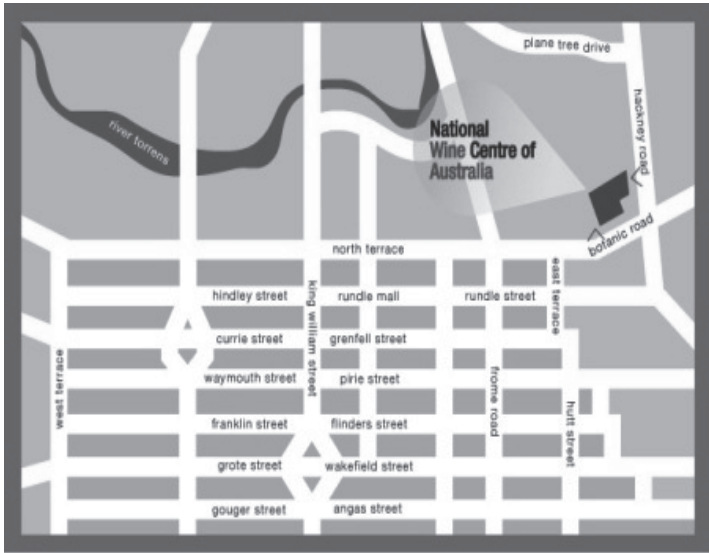 plane tree drive
hackney road
river torrens
National
Wine Centre of
Australia
botanic road
north terrace
hindley street
rundle mall
rundle street
east terrace
king william street
currie street
grenfell street
west terrace
waymouth street
pirie street
frome road
hutt street
franklin street
flinders street
grote street
wakefield street
gouger street
angas street